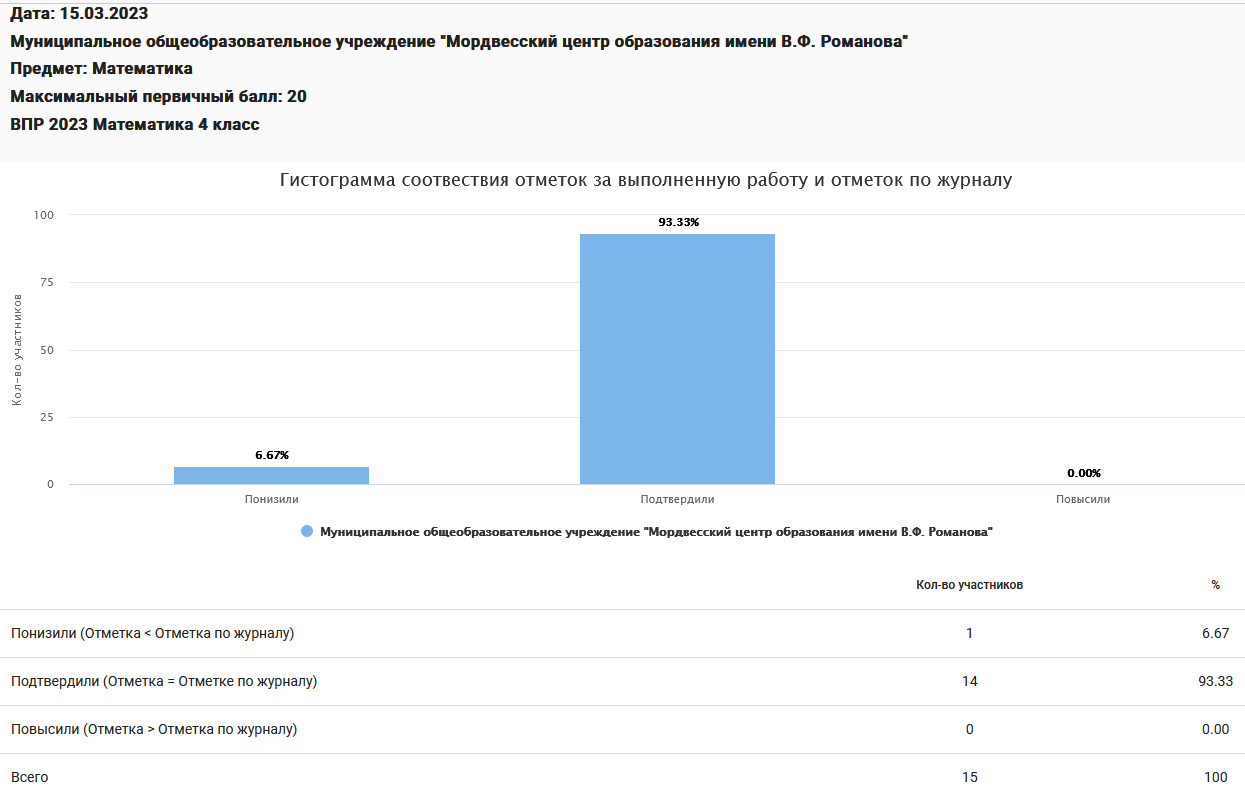 Дата: 15.03.2023
Муниципальное общеобразовательное учреждение "Мордвесский центр образования имени В.Ф. Романова"
Предмет: Математика
Максимальный первичный балл: 20
ВПР 2023 Математика 4 класс
Гистограмма соотвествия отметок за выполненную работу и отметок по журналу
Кол-во участников
100
75
50
25
0
6.67%
93.33%
0.00%
Понизили
Подтвердили
Повысили
Муниципальное общеобразовательное учреждение "Мордвесский центр образования имени В.Ф. Романова"
Кол-во участников %
Понизили (Отметка < Отметка по журналу) 1 6.67
Подтвердили (Отметка = Отметке по журналу) 14 93.33
Повысили (Отметка > Отметка по журналу) 0 0.00
Всего 15 100